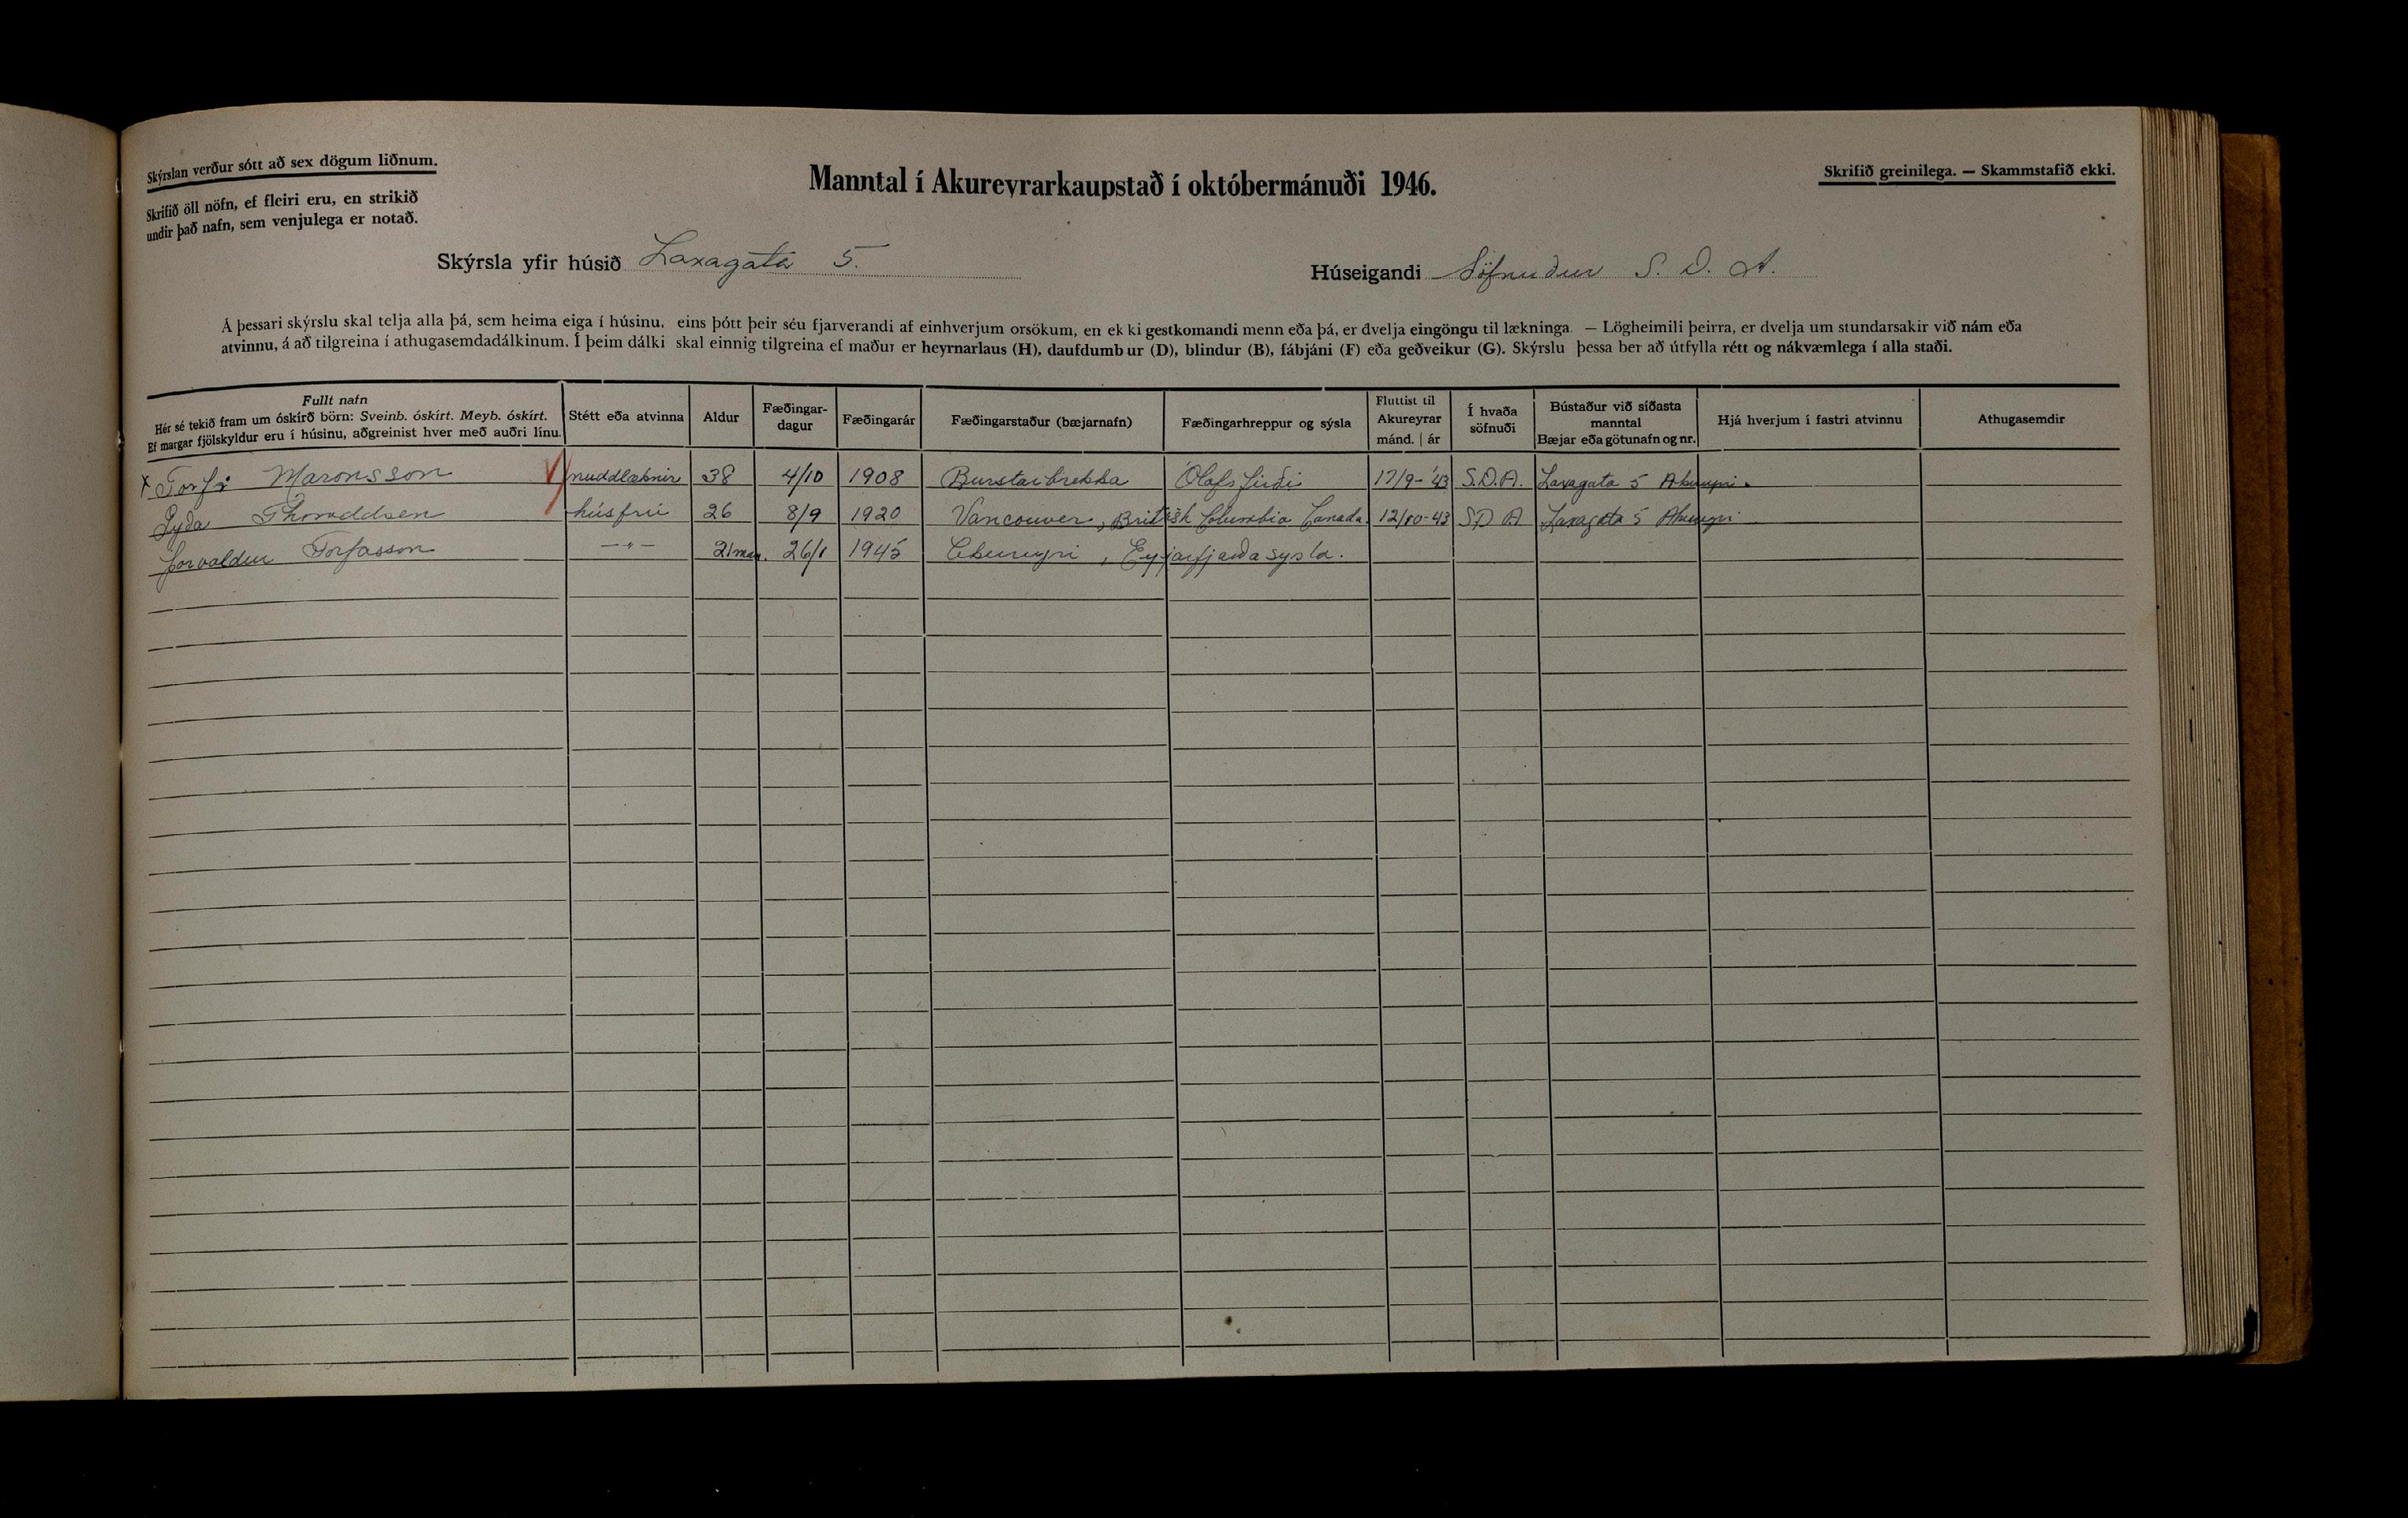 Skýrslan verður sótt að sex dögum liðnum.
Skrifið öll nöfn, ef fleiri eru, en strikið
undir það nafn, sem venjulega er notað.
Manntal í Akureyrarkaupstað í októbermánuði 1946.
Skrifið greinilega. — Skammstafið ekki.
Skýrsla yfir húsið Laxagata 5.
Húseigandi Söfnuður S. D. A.
Á þessari skýrslu skal telja alla þá, sem heima eiga í húsinu, eins þótt þeir séu fjarverandi af einhverjum orsökum, en ekki gestkomandi menn eða þá, er dvelja eingöngu til lækninga. — Lögheimili þeirra, er dvelja um stundarsakir við nám eða
atvinnu, á að tilgreina í athugasemdadálkinum. Í þeim dálki skal einnig tilgreina ef maður er heyrnarlaus (H), daufdumbur (D), blindur (B), fábjáni (F) eða geðveikur (G). Skýrslu þessa ber að útfylla rétt og nákvæmlega í alla staði.
Fullt nafn
Hér sé tekið fram um óskírð börn: Sveinb. óskírt. Meyb. óskírt.
Ef margar fjölskyldur eru í húsinu, aðgreinist hver með auðri línu.
Stétt eða atvinna
Aldur
Fæðingar-
dagur
Fæðingarár
Fæðingarstaður (bæjarnafn)
Fæðingarhreppur og sýsla
Fluttist til
Akureyrar
mánd. | ár
Í hvaða
söfnuði
Bústaður við síðasta
manntal
Bæjar eða götunafn og nr.
Hjá hverjum í fastri atvinnu
Athugasemdir
x Torfi Maronsson nuddlæknir 38 4/10 1908 Burstarbrekka Ólafsfirði 17/9-'43 S.D.A. Laxagata 5 Akureyri.
Lyda Thoroddsen húsfrú 26 8/9 1920 Vancouver, British Columbia Canada. 12/10-43 S D A Laxagata 5 Akureyri
Þorvaldur Torfasson —"— 21 mán. 26/1 1945 Akureyri, Eyjarfjarðasysla.